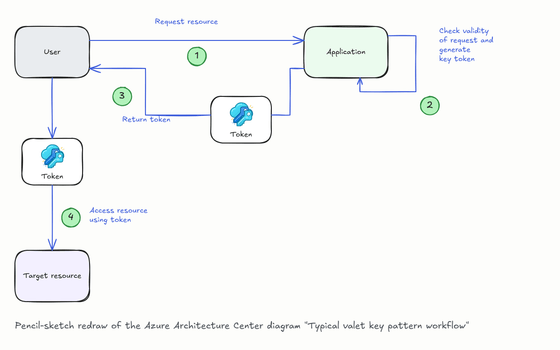 Request resource
User
1
Application
Check validity
of request and
generate
key token
2
3
Return token
Token
Token
4
Access resource
using token
Target resource
Pencil-sketch redraw of the Azure Architecture Center diagram "Typical valet key pattern workflow"